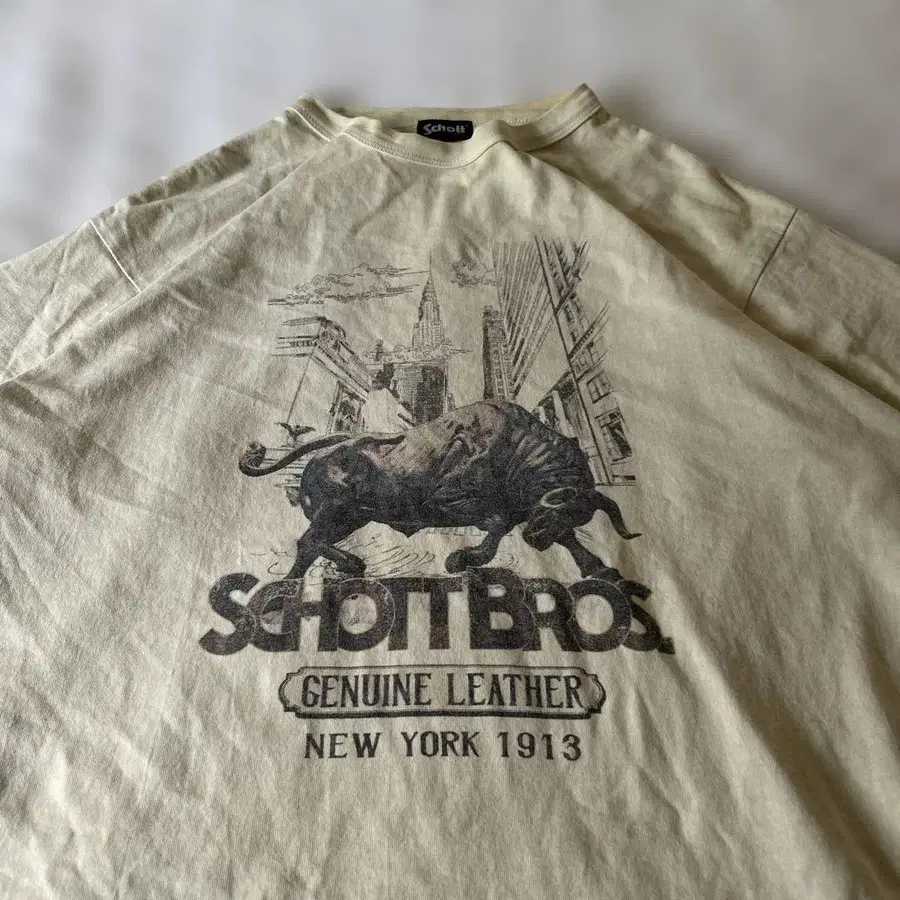 Schott
SCHOTT BROS.
GENUINE LEATHER
NEW YORK 1913